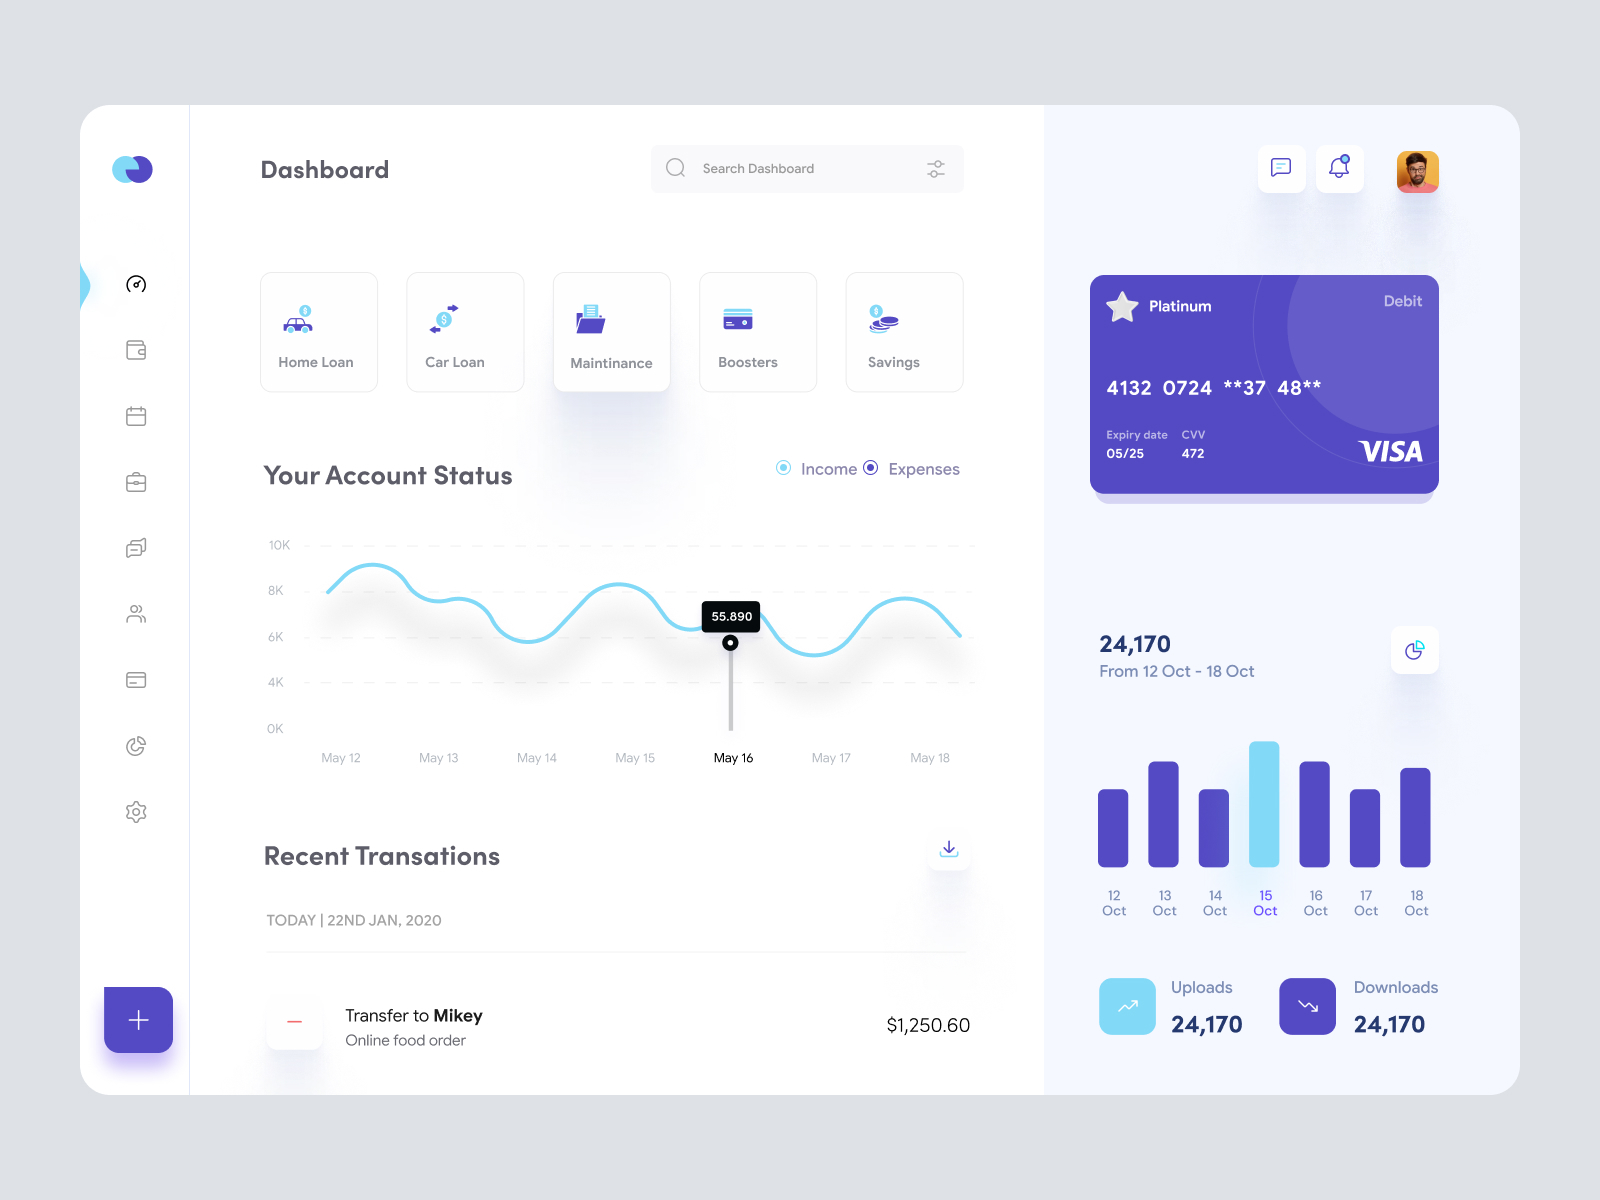 Dashboard
Search Dashboard
Home Loan
Car Loan
Maintinance
Boosters
Savings
Your Account Status
Income
Expenses
10K
8K
6K
4K
0K
55.890
May 12
May 13
May 14
May 15
May 16
May 17
May 18
Recent Transations
TODAY | 22ND JAN, 2020
Transfer to Mikey
Online food order
$1,250.60
$
$
$
Platinum
Debit
4132 0724 **37 48**
Expiry date
CVV
05/25
472
VISA
24,170
From 12 Oct - 18 Oct
12
Oct
13
Oct
14
Oct
15
Oct
16
Oct
17
Oct
18
Oct
Uploads
24,170
Downloads
24,170